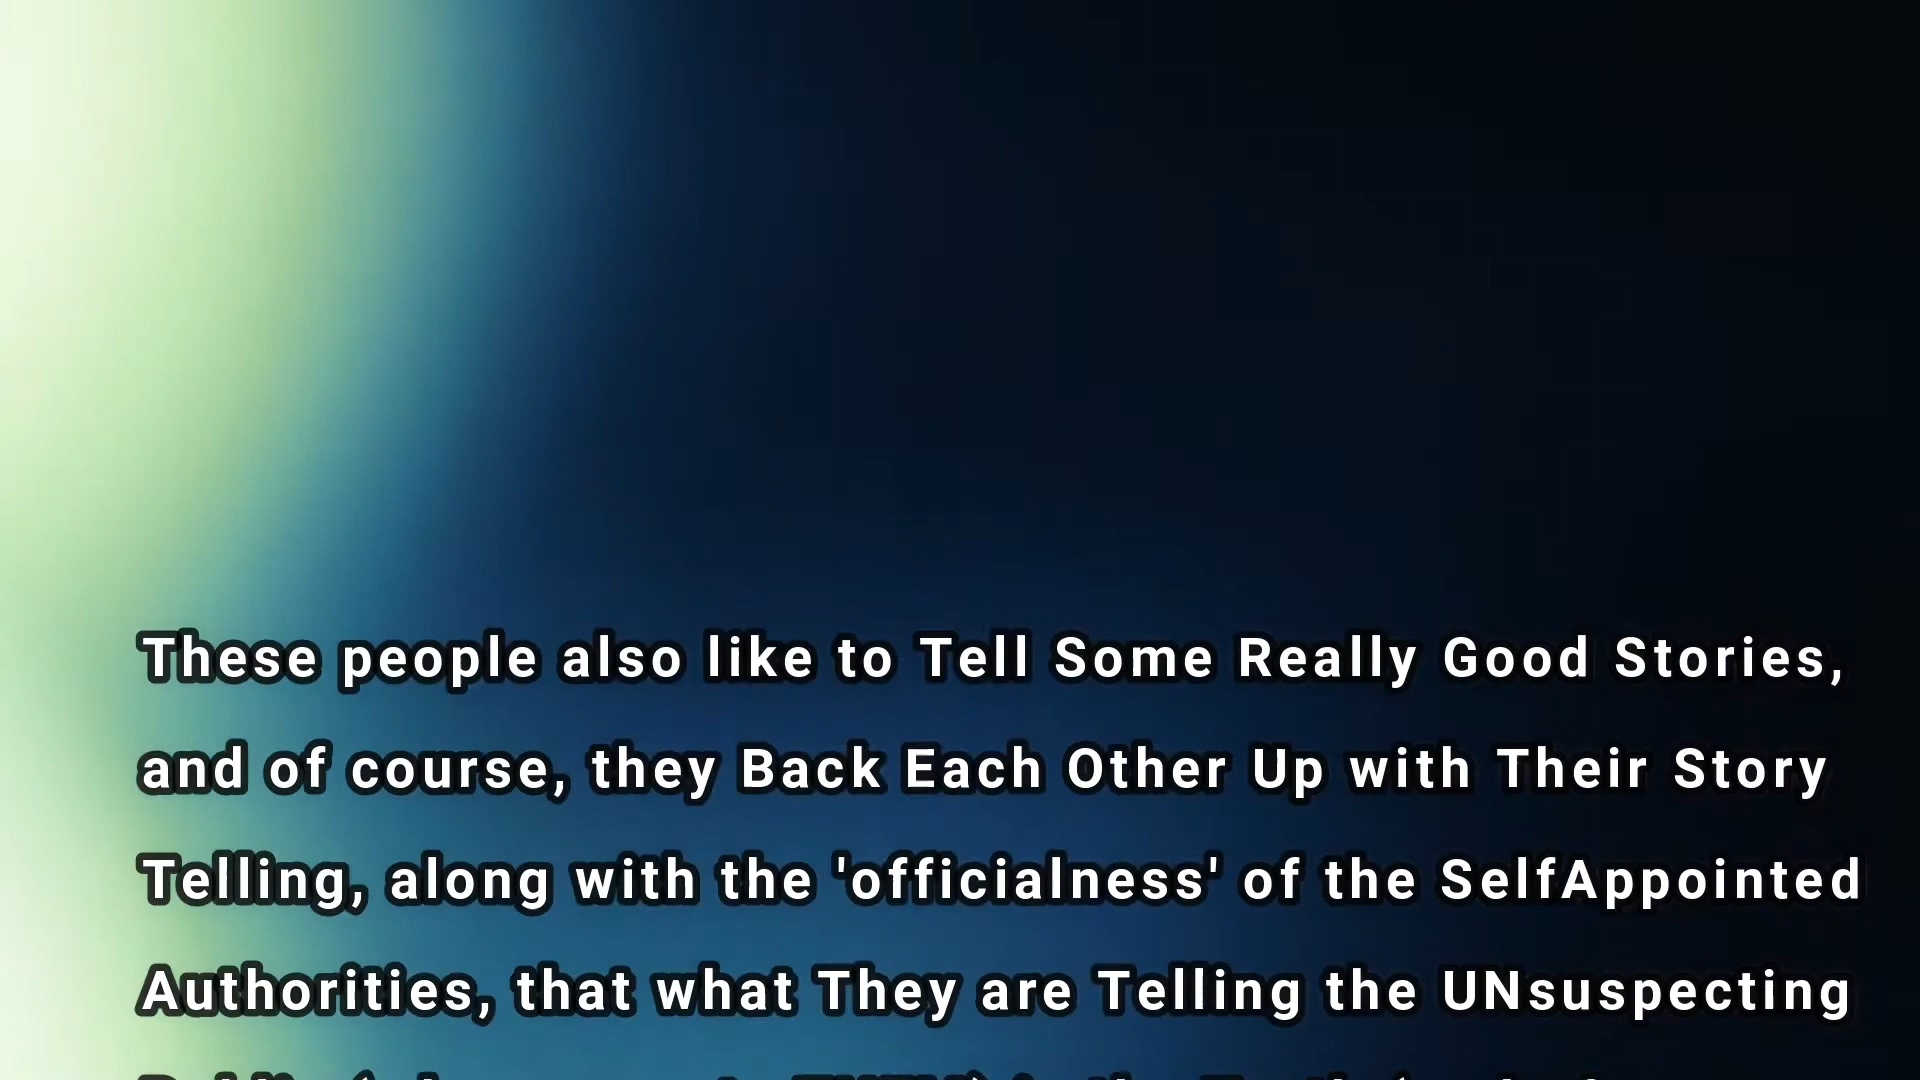 These people also like to Tell Some Really Good Stories,
and of course, they Back Each Other Up with Their Story
Telling, along with the 'officialness' of the SelfAppointed
Authorities, that what They are Telling the UNsuspecting